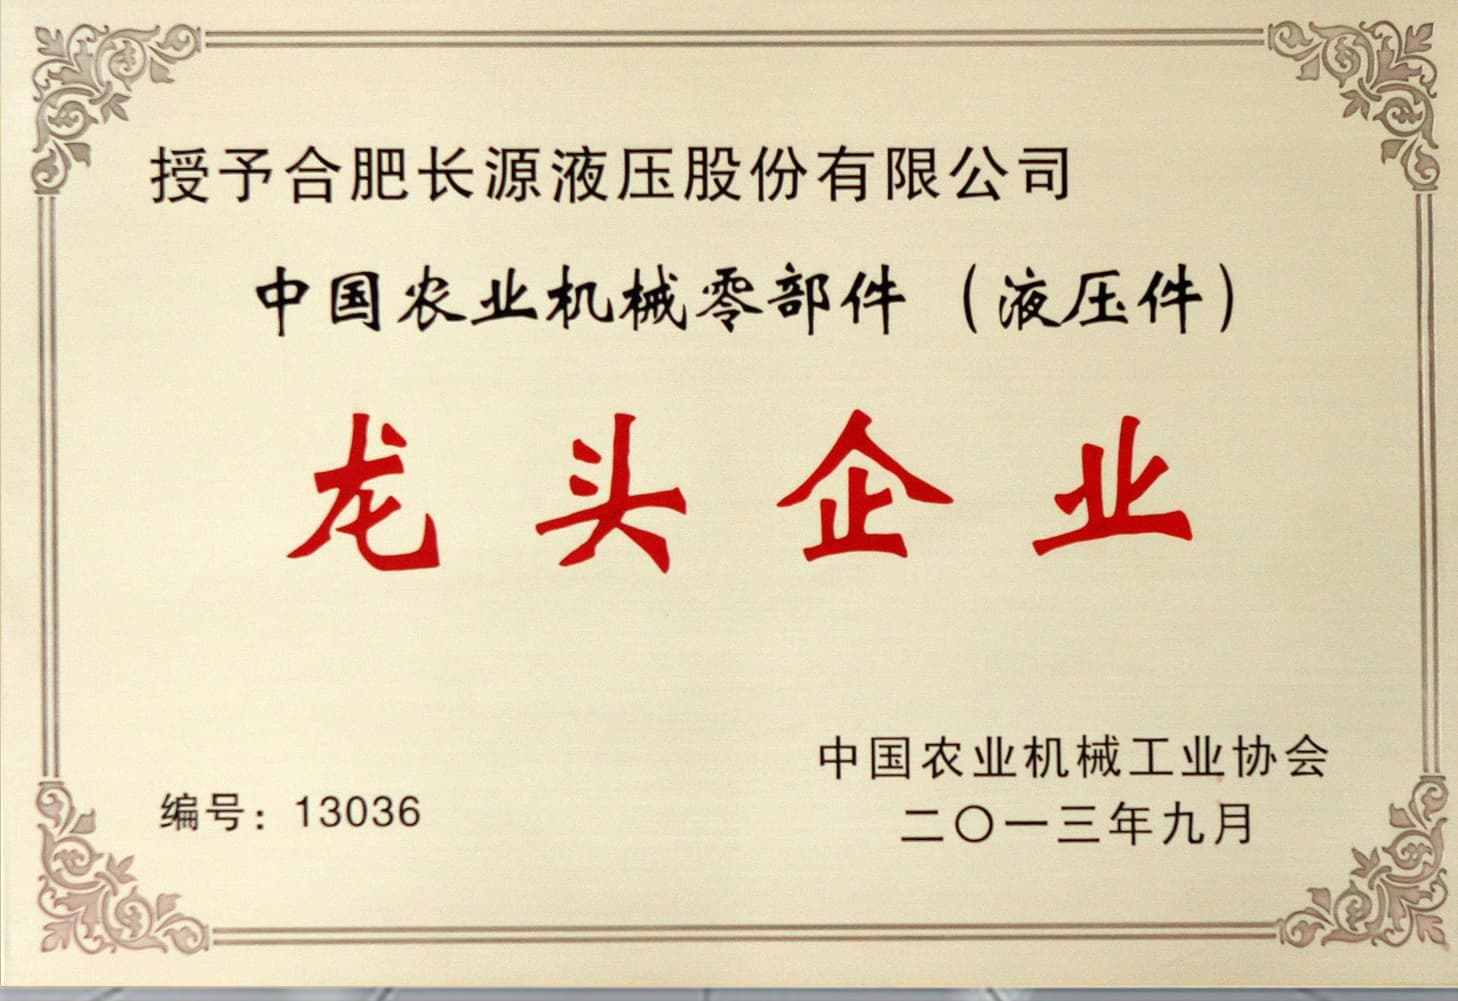 授予合肥长源液压股份有限公司
中国农业机械零部件（液压件）
龙头企业
中国农业机械工业协会
编号：13036
二〇一三年九月